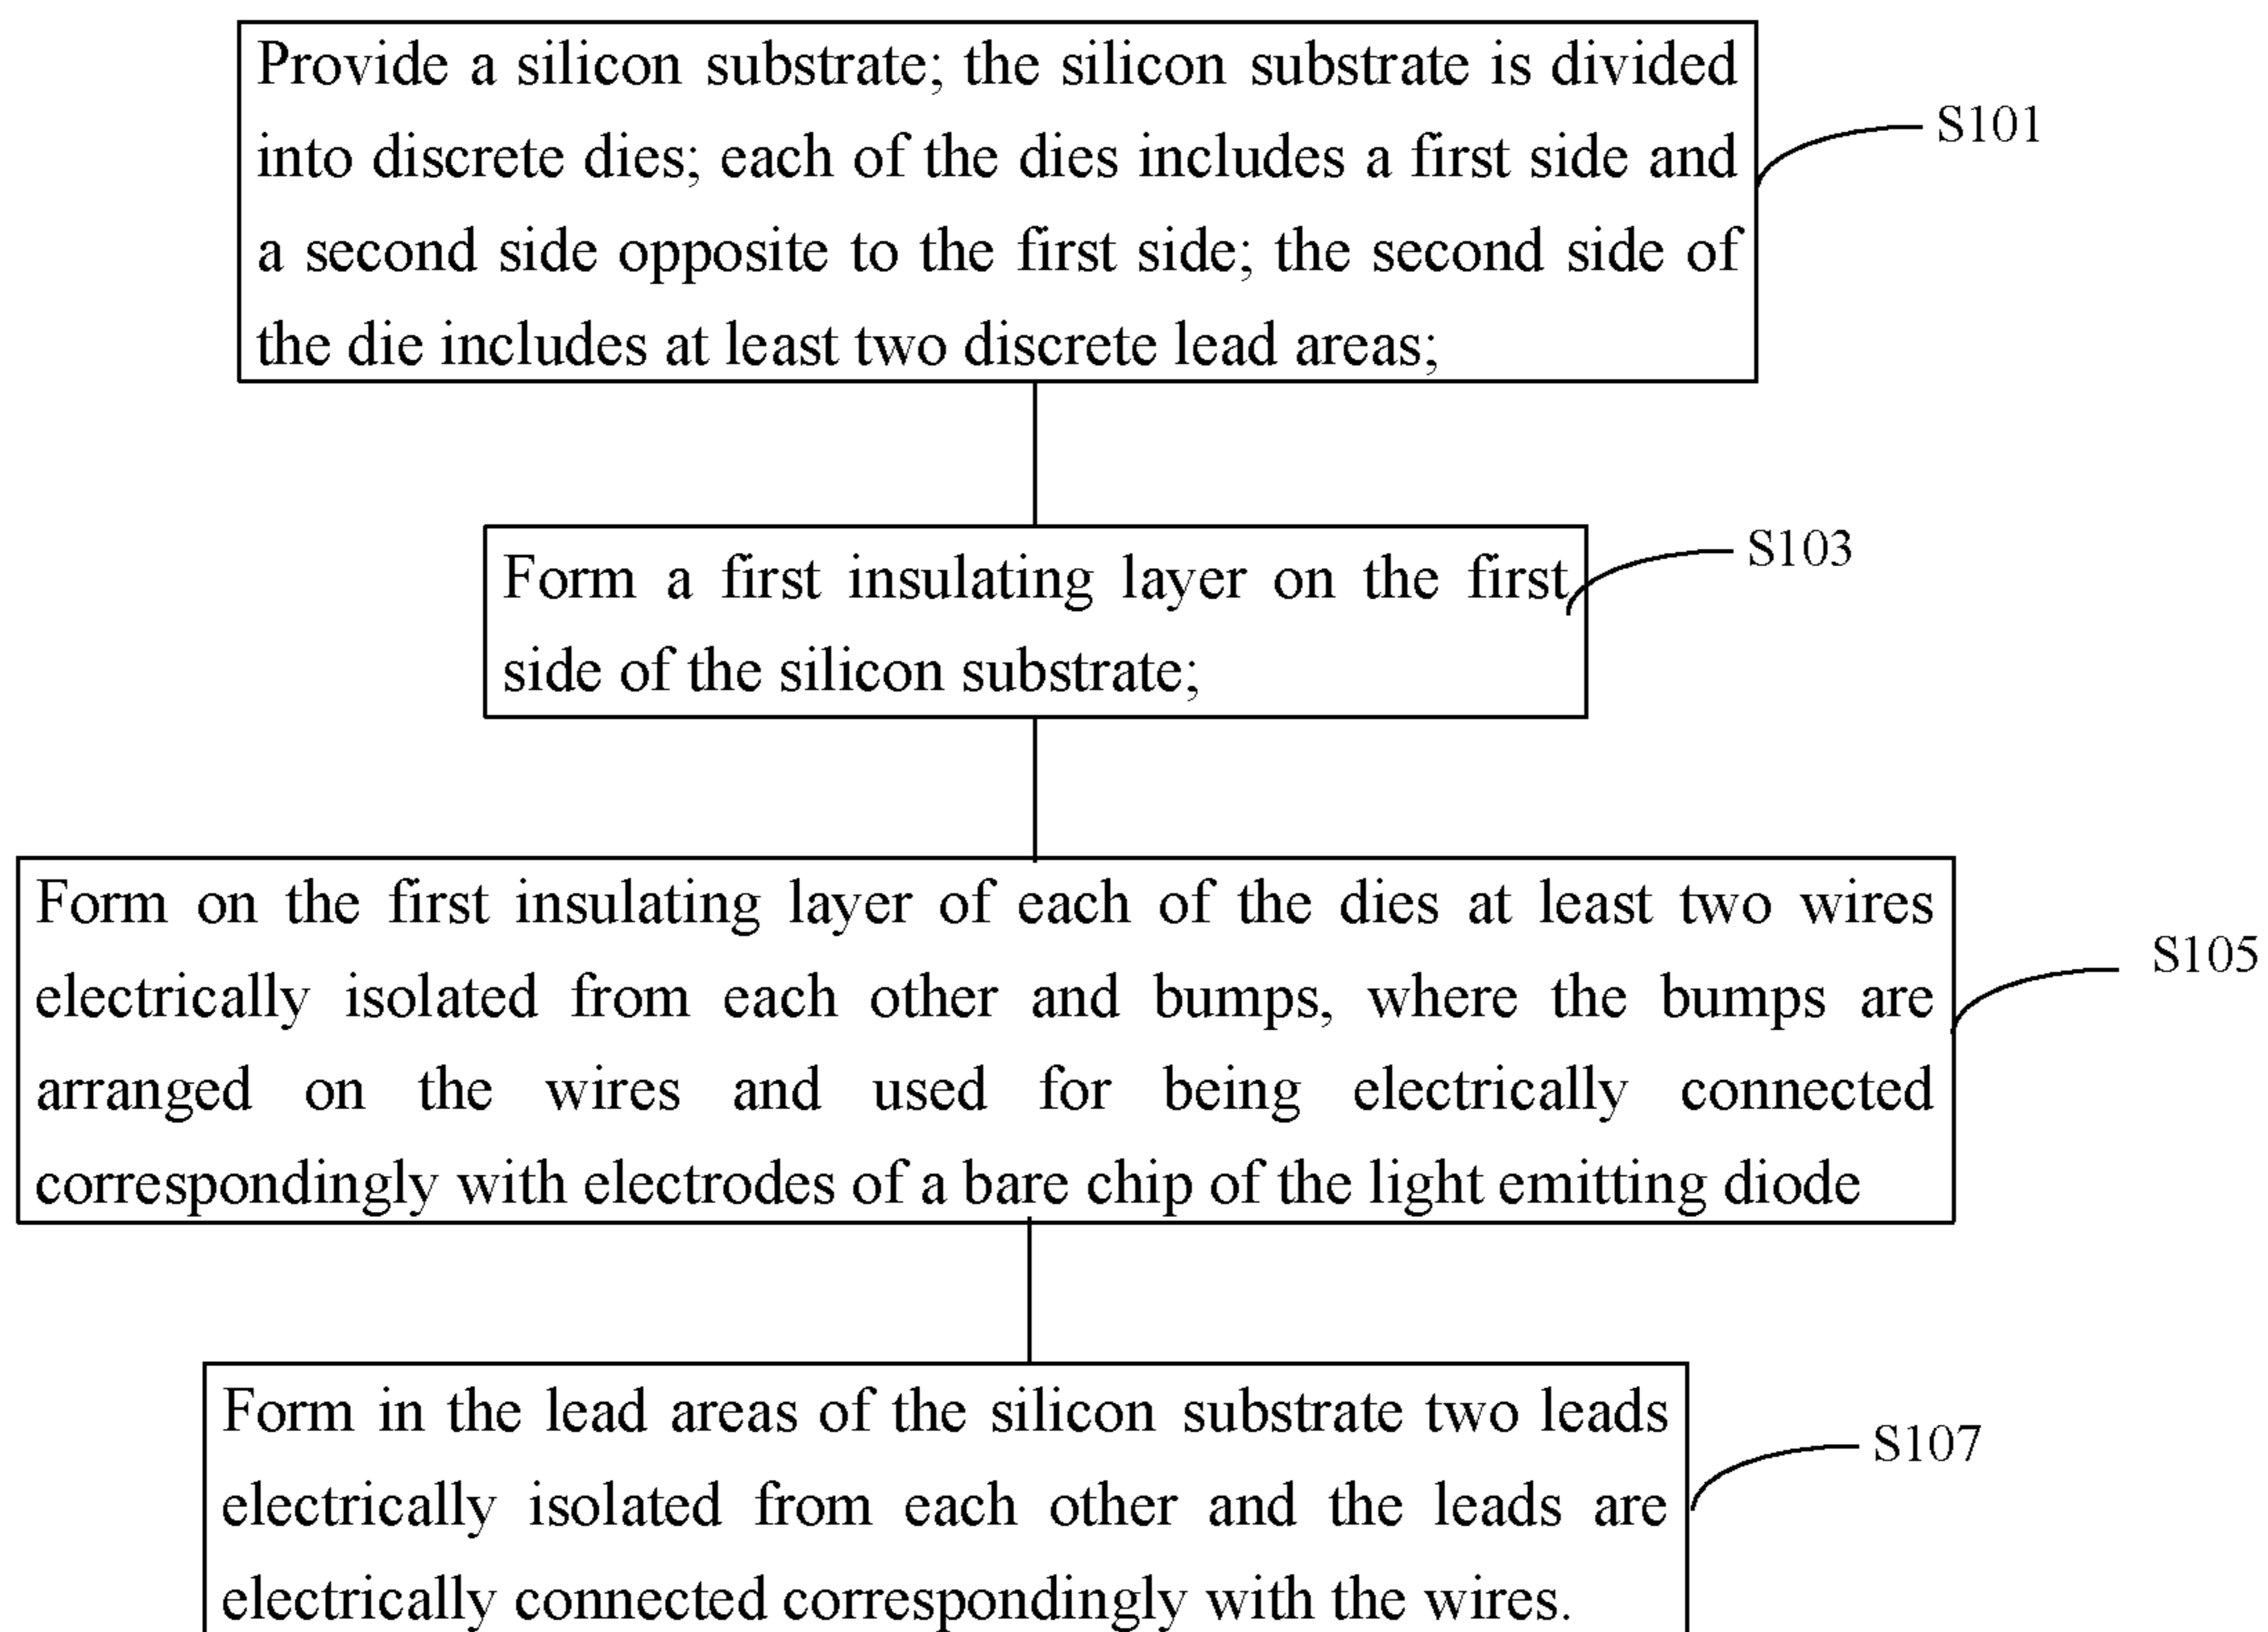 Provide a silicon substrate; the silicon substrate is divided
into discrete dies; each of the dies includes a first side and
a second side opposite to the first side; the second side of
the die includes at least two discrete lead areas;
S101
Form a first insulating layer on the first
side of the silicon substrate;
S103
Form on the first insulating layer of each of the dies at least two wires
electrically isolated from each other and bumps, where the bumps are
arranged on the wires and used for being electrically connected
correspondingly with electrodes of a bare chip of the light emitting diode
S105
Form in the lead areas of the silicon substrate two leads
electrically isolated from each other and the leads are
electrically connected correspondingly with the wires.
S107